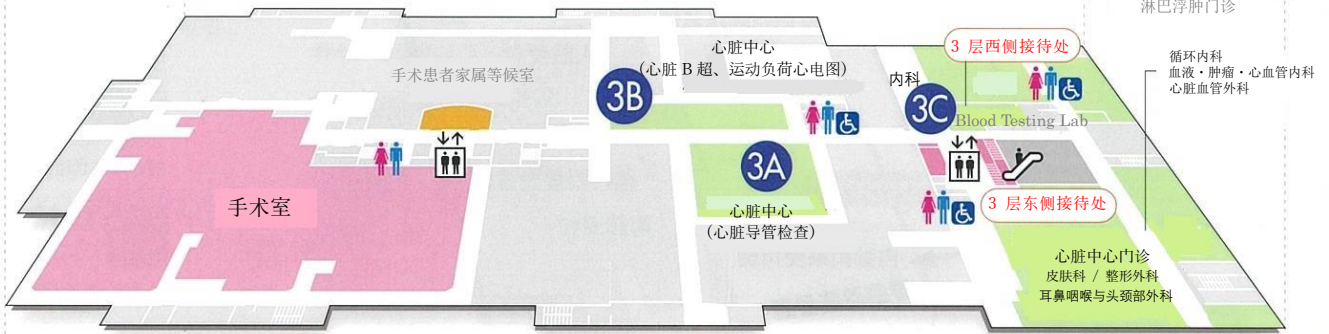 淋巴浮肿门诊
3 层西侧接待处
心脏中心
(心脏 B 超、运动负荷心电图)
手术患者家属等候室
内科
循环内科
血液・肿瘤・心血管内科
心脏血管外科
3B
3C
Blood Testing Lab
3A
手术室
3 层东侧接待处
心脏中心
(心脏导管检查)
心脏中心门诊
皮肤科 / 整形外科
耳鼻咽喉与头颈部外科